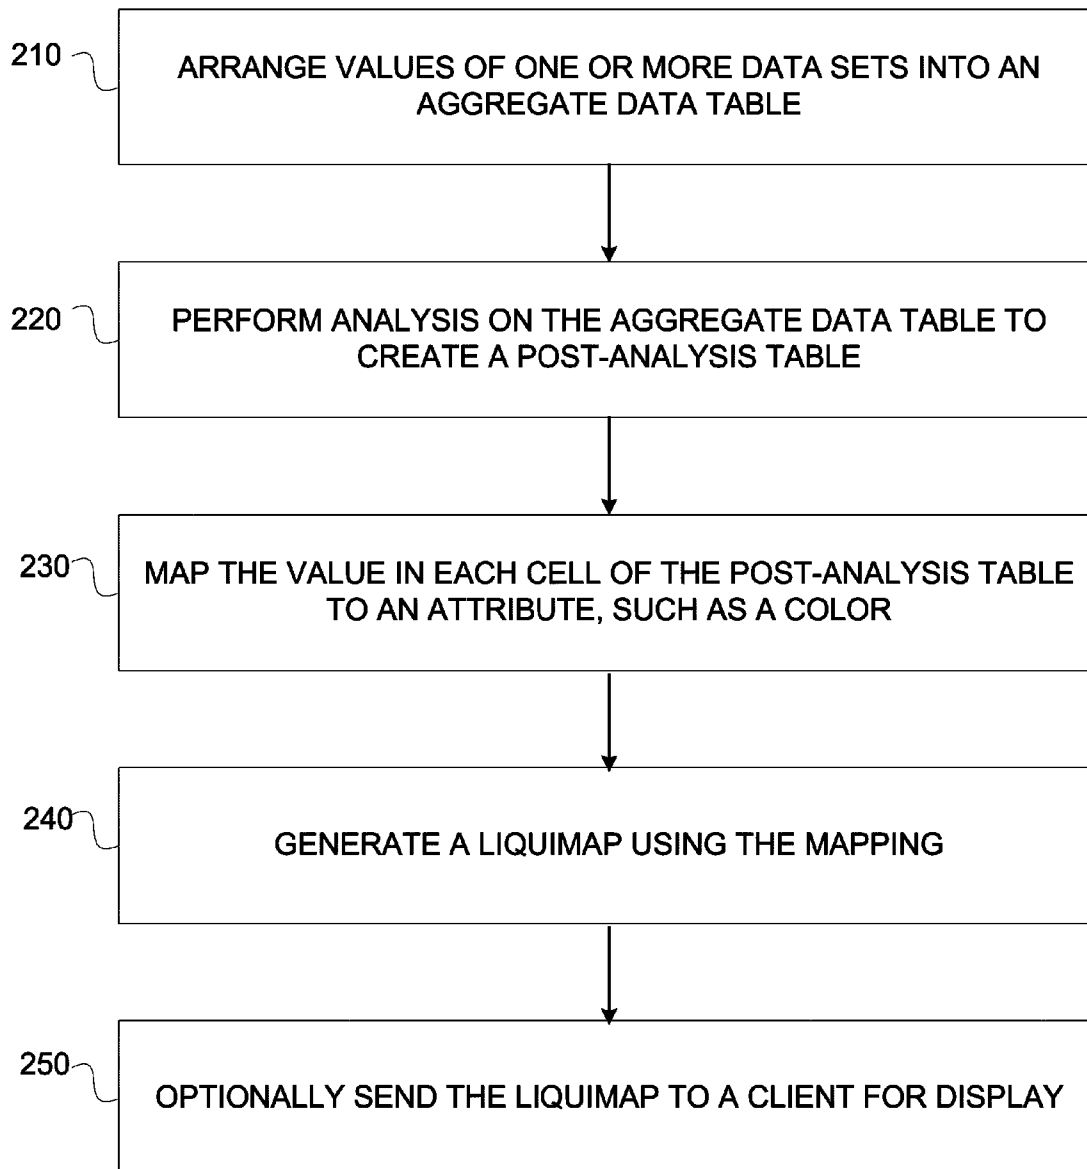 210
ARRANGE VALUES OF ONE OR MORE DATA SETS INTO AN
AGGREGATE DATA TABLE
220
PERFORM ANALYSIS ON THE AGGREGATE DATA TABLE TO
CREATE A POST-ANALYSIS TABLE
230
MAP THE VALUE IN EACH CELL OF THE POST-ANALYSIS TABLE
TO AN ATTRIBUTE, SUCH AS A COLOR
240
GENERATE A LIQUIMAP USING THE MAPPING
250
OPTIONALLY SEND THE LIQUIMAP TO A CLIENT FOR DISPLAY